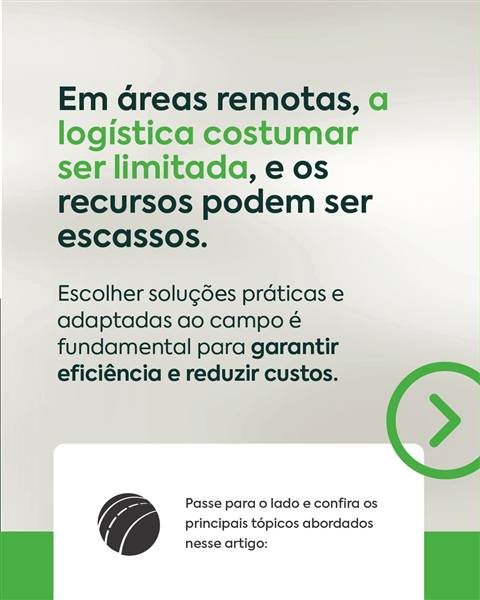 Em áreas remotas, a
logística costumar
ser limitada, e os
recursos podem ser
escassos.
Escolher soluções práticas e
adaptadas ao campo é
fundamental para garantir
eficiência e reduzir custos.
Passe para o lado e confira os
principais tópicos abordados
nesse artigo: